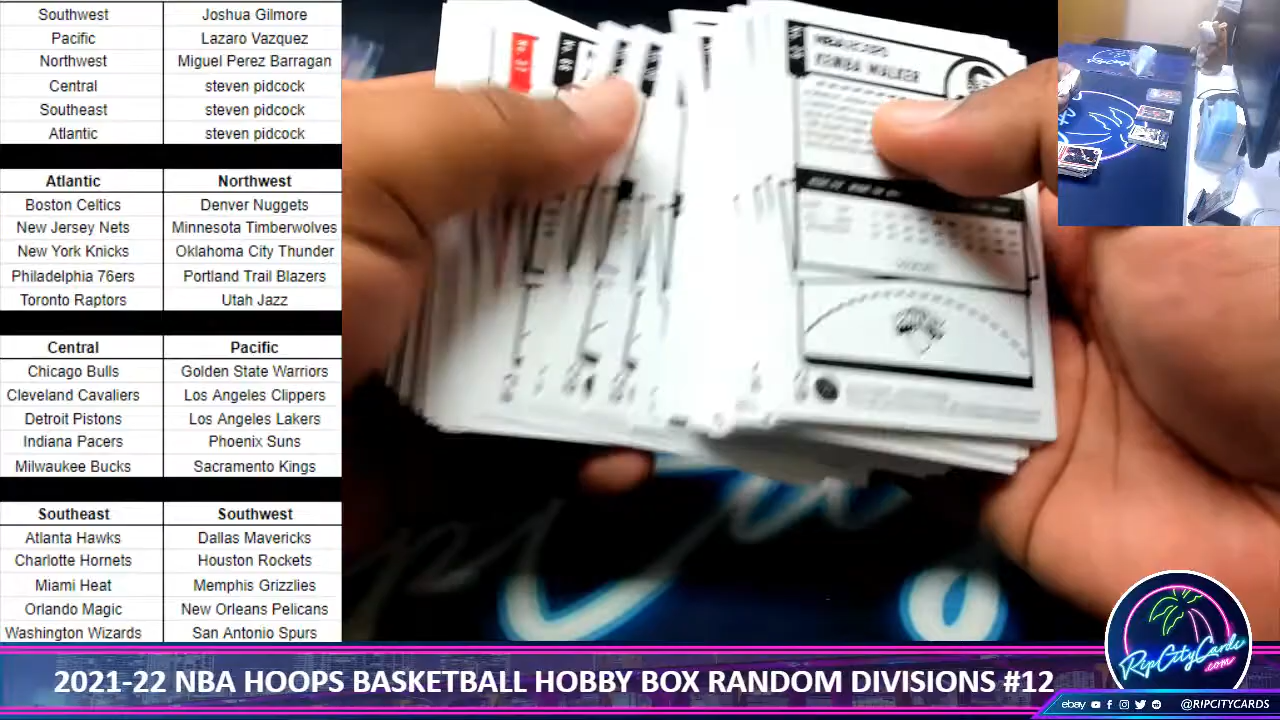 Southwest Joshua Gilmore
Pacific Lazaro Vazquez
Northwest Miguel Perez Barragan
Central steven pidcock
Southeast steven pidcock
Atlantic steven pidcock
Atlantic Northwest
Boston Celtics Denver Nuggets
New Jersey Nets Minnesota Timberwolves
New York Knicks Oklahoma City Thunder
Philadelphia 76ers Portland Trail Blazers
Toronto Raptors Utah Jazz
Central Pacific
Chicago Bulls Golden State Warriors
Cleveland Cavaliers Los Angeles Clippers
Detroit Pistons Los Angeles Lakers
Indiana Pacers Phoenix Suns
Milwaukee Bucks Sacramento Kings
Southeast Southwest
Atlanta Hawks Dallas Mavericks
Charlotte Hornets Houston Rockets
Miami Heat Memphis Grizzlies
Orlando Magic New Orleans Pelicans
Washington Wizards San Antonio Spurs
KEMBA WALKER
RipCityCards
.com
2021-22 NBA HOOPS BASKETBALL HOBBY BOX RANDOM DIVISIONS #12
ebay @RIPCITYCARDS